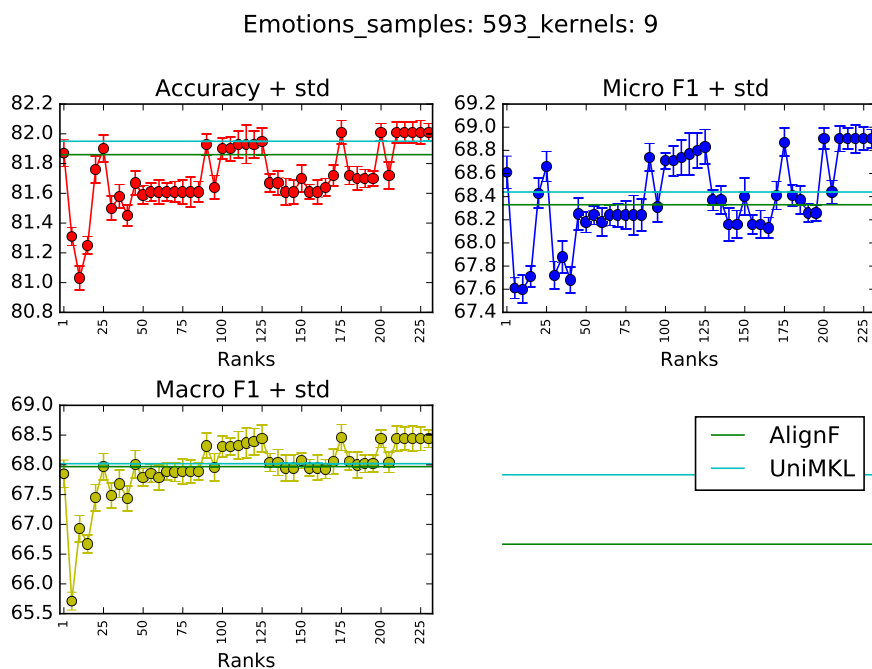 Emotions_samples: 593_kernels: 9
Accuracy + std
82.2
82.0
81.8
81.6
81.4
81.2
81.0
80.8
1 25 50 75 100 125 150 175 200 225
Ranks
Micro F1 + std
69.2
69.0
68.8
68.6
68.4
68.2
68.0
67.8
67.6
67.4
1 25 50 75 100 125 150 175 200 225
Ranks
Macro F1 + std
69.0
68.5
68.0
67.5
67.0
66.5
66.0
65.5
1 25 50 75 100 125 150 175 200 225
Ranks
AlignF
UniMKL